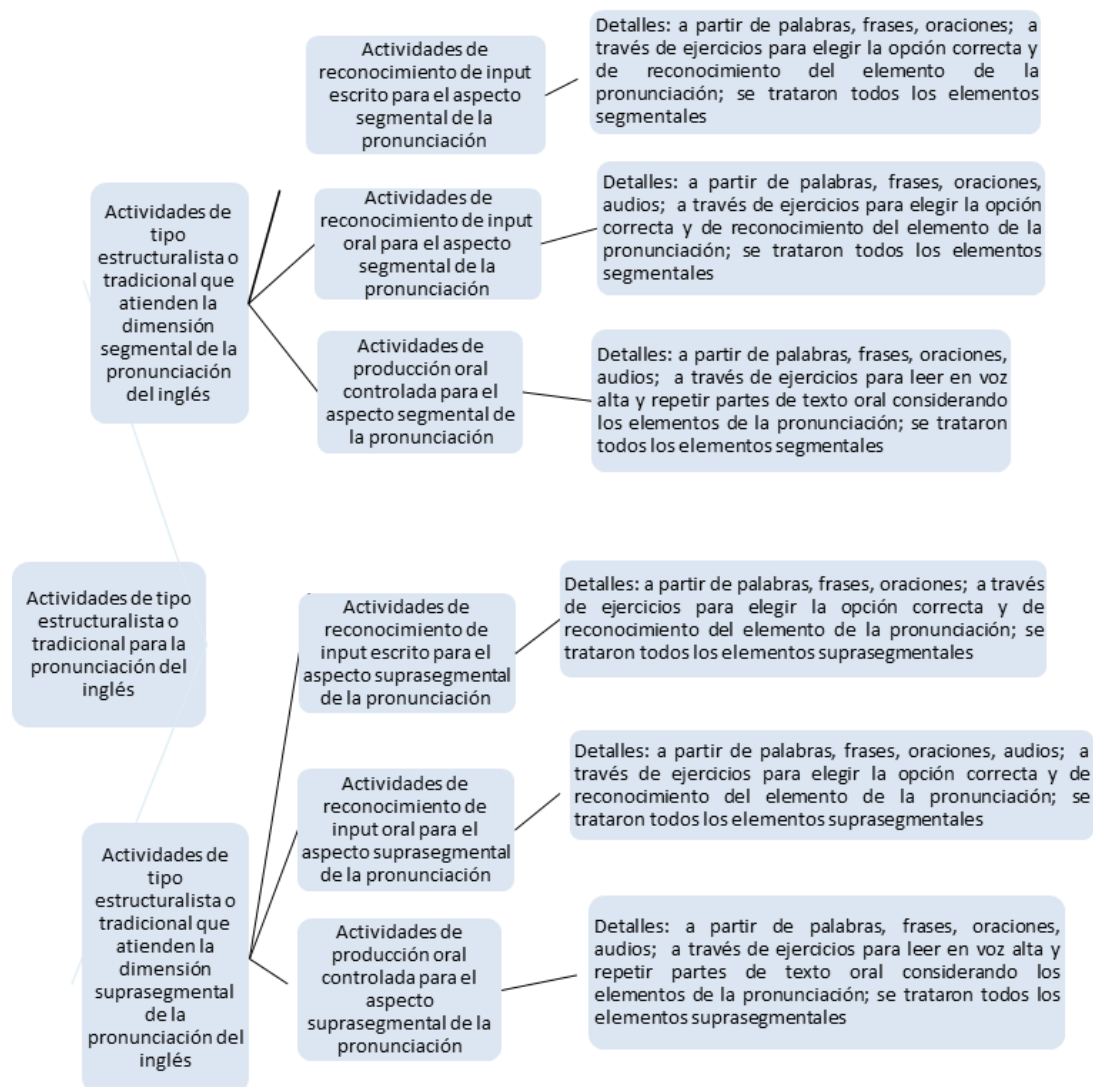 Actividades de tipo
estructuralista o
tradicional para la
pronunciación del
inglés
Actividades de
tipo
estructuralista o
tradicional que
atienden la
dimensión
segmental de la
pronunciación
del inglés
Actividades de
reconocimiento de input
escrito para el aspecto
segmental de la
pronunciación
Detalles: a partir de palabras, frases, oraciones; a
través de ejercicios para elegir la opción correcta y
de reconocimiento del elemento de la
pronunciación; se trataron todos los elementos
segmentales
Actividades de
reconocimiento de input
oral para el aspecto
segmental de la
pronunciación
Detalles: a partir de palabras, frases, oraciones,
audios; a través de ejercicios para elegir la opción
correcta y de reconocimiento del elemento de la
pronunciación; se trataron todos los elementos
segmentales
Actividades de
producción oral
controlada para el
aspecto segmental de
la pronunciación
Detalles: a partir de palabras, frases, oraciones,
audios; a través de ejercicios para leer en voz
alta y repetir partes de texto oral considerando
los elementos de la pronunciación; se trataron
todos los elementos segmentales
Actividades de
tipo
estructuralista o
tradicional que
atienden la
dimensión
suprasegmental
de la
pronunciación del
inglés
Actividades de
reconocimiento de
input escrito para el
aspecto suprasegmental
de la pronunciación
Detalles: a partir de palabras, frases, oraciones; a través
de ejercicios para elegir la opción correcta y de
reconocimiento del elemento de la pronunciación; se
trataron todos los elementos suprasegmentales
Actividades de
reconocimiento de
input oral para el
aspecto suprasegmental
de la pronunciación
Detalles: a partir de palabras, frases, oraciones, audios; a
través de ejercicios para elegir la opción correcta y de
reconocimiento del elemento de la pronunciación; se
trataron todos los elementos suprasegmentales
Actividades de
producción oral
controlada para el
aspecto
suprasegmental de la
pronunciación
Detalles: a partir de palabras, frases, oraciones,
audios; a través de ejercicios para leer en voz alta y
repetir partes de texto oral considerando los
elementos de la pronunciación; se trataron todos los
elementos suprasegmentales